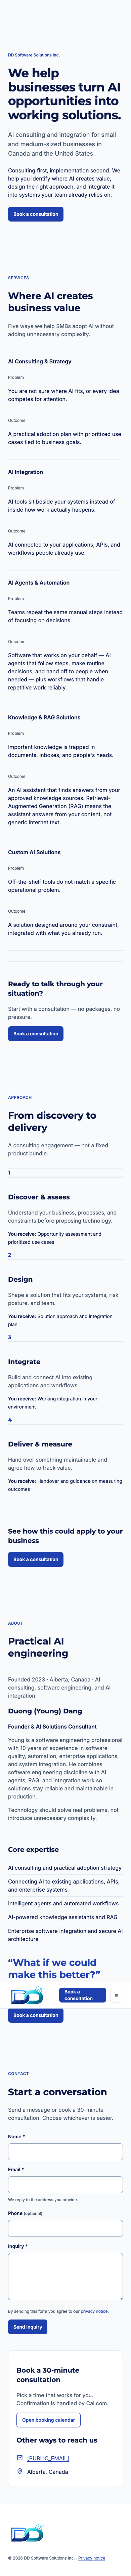 DD Software Solutions Inc.
We help
businesses turn AI
opportunities into
working solutions.
AI consulting and integration for small
and medium-sized businesses in
Canada and the United States.
Consulting first, implementation second. We
help you identify where AI creates value,
design the right approach, and integrate it
into systems your team already relies on.
Book a consultation
SERVICES
Where AI creates
business value
Five ways we help SMBs adopt AI without
adding unnecessary complexity.
AI Consulting & Strategy
Problem
You are not sure where AI fits, or every idea
competes for attention.
Outcome
A practical adoption plan with prioritized use
cases tied to business goals.
AI Integration
Problem
AI tools sit beside your systems instead of
inside how work actually happens.
Outcome
AI connected to your applications, APIs, and
workflows people already use.
AI Agents & Automation
Problem
Teams repeat the same manual steps instead
of focusing on decisions.
Outcome
Software that works on your behalf — AI
agents that follow steps, make routine
decisions, and hand off to people when
needed — plus workflows that handle
repetitive work reliably.
Knowledge & RAG Solutions
Problem
Important knowledge is trapped in
documents, inboxes, and people's heads.
Outcome
An AI assistant that finds answers from your
approved knowledge sources. Retrieval-
Augmented Generation (RAG) means the
assistant answers from your content, not
generic internet text.
Custom AI Solutions
Problem
Off-the-shelf tools do not match a specific
operational problem.
Outcome
A solution designed around your constraint,
integrated with what you already run.
Ready to talk through your
situation?
Start with a consultation — no packages, no
pressure.
Book a consultation
APPROACH
From discovery to
delivery
A consulting engagement — not a fixed
product bundle.
1
Discover & assess
Understand your business, processes, and
constraints before proposing technology.
You receive: Opportunity assessment and
prioritized use cases
2
Design
Shape a solution that fits your systems, risk
posture, and team.
You receive: Solution approach and integration
plan
3
Integrate
Build and connect AI into existing
applications and workflows.
You receive: Working integration in your
environment
4
Deliver & measure
Hand over something maintainable and
agree how to track value.
You receive: Handover and guidance on measuring
outcomes
See how this could apply to your
business
Book a consultation
ABOUT
Practical AI
engineering
Founded 2023 · Alberta, Canada · AI
consulting, software engineering, and AI
integration
Duong (Young) Dang
Founder & AI Solutions Consultant
Young is a software engineering professional
with 10 years of experience in software
quality, automation, enterprise applications,
and system integration. He combines
software engineering discipline with AI
agents, RAG, and integration work so
solutions stay reliable and maintainable in
production.
Technology should solve real problems, not
introduce unnecessary complexity.
Core expertise
AI consulting and practical adoption strategy
Connecting AI to existing applications, APIs,
and enterprise systems
Intelligent agents and automated workflows
AI-powered knowledge assistants and RAG
Enterprise software integration and secure AI
architecture
“What if we could
make this better?”
Book a
consultation
Book a consultation
CONTACT
Start a conversation
Send a message or book a 30-minute
consultation. Choose whichever is easier.
Name *
Email *
We reply to the address you provide.
Phone (optional)
Inquiry *
By sending this form you agree to our privacy notice.
Send inquiry
Book a 30-minute
consultation
Pick a time that works for you.
Confirmation is handled by Cal.com.
Open booking calendar
Other ways to reach us
[PUBLIC_EMAIL]
Alberta, Canada
© 2026 DD Software Solutions Inc. · Privacy notice